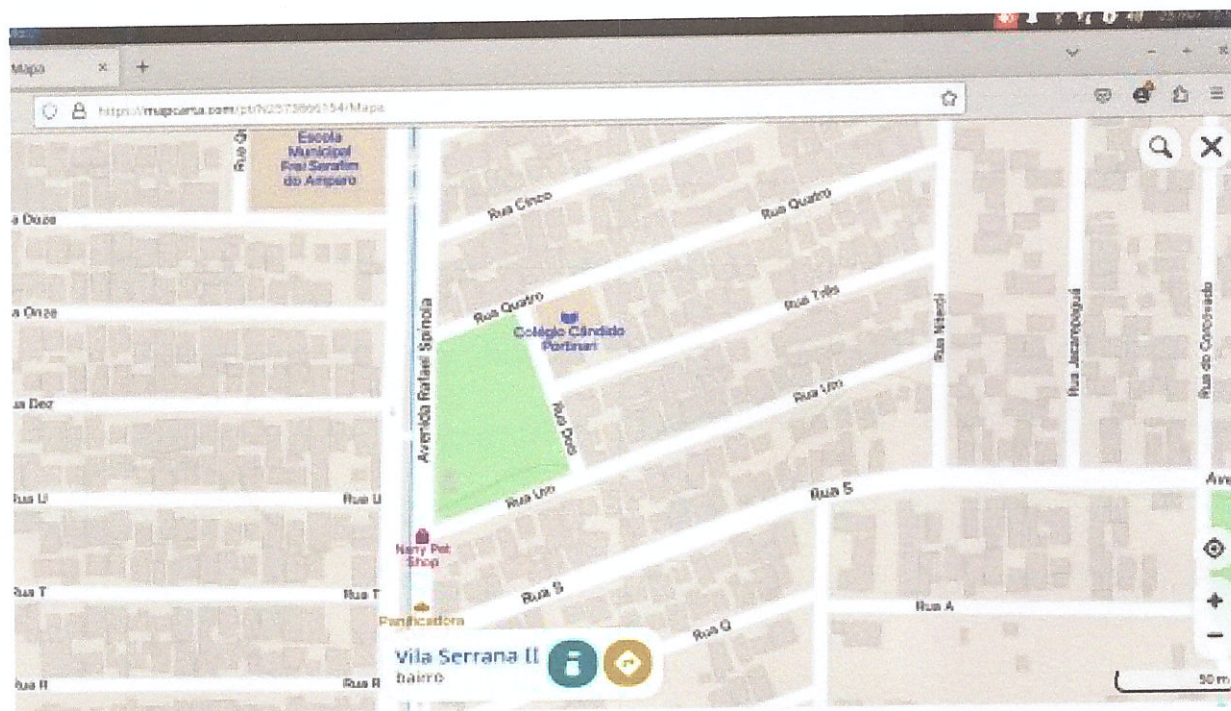 Mapa
https://mapcarta.com/pt/N2573866154/Mapa
Escola
Municipal
Frei Serafim
do Amparo
Rua Cinco
Rua Quatro
a Doze
a Onze
Rua Quatro
Colégio Cândido
Portinari
Rua Três
Avenida Rafael Spínola
Rua Niterói
Rua Jacarepaguá
Rua do Corcovado
ua Dez
Rua Dois
Rua Um
Rua U
Rua U
Rua Um
Rua S
Ave
Nany Pet
Shop
Rua T
Rua T
Rua S
Rua A
Panificadora
Rua Q
Vila Serrana II
bairro
Rua R
Rua R
50 m